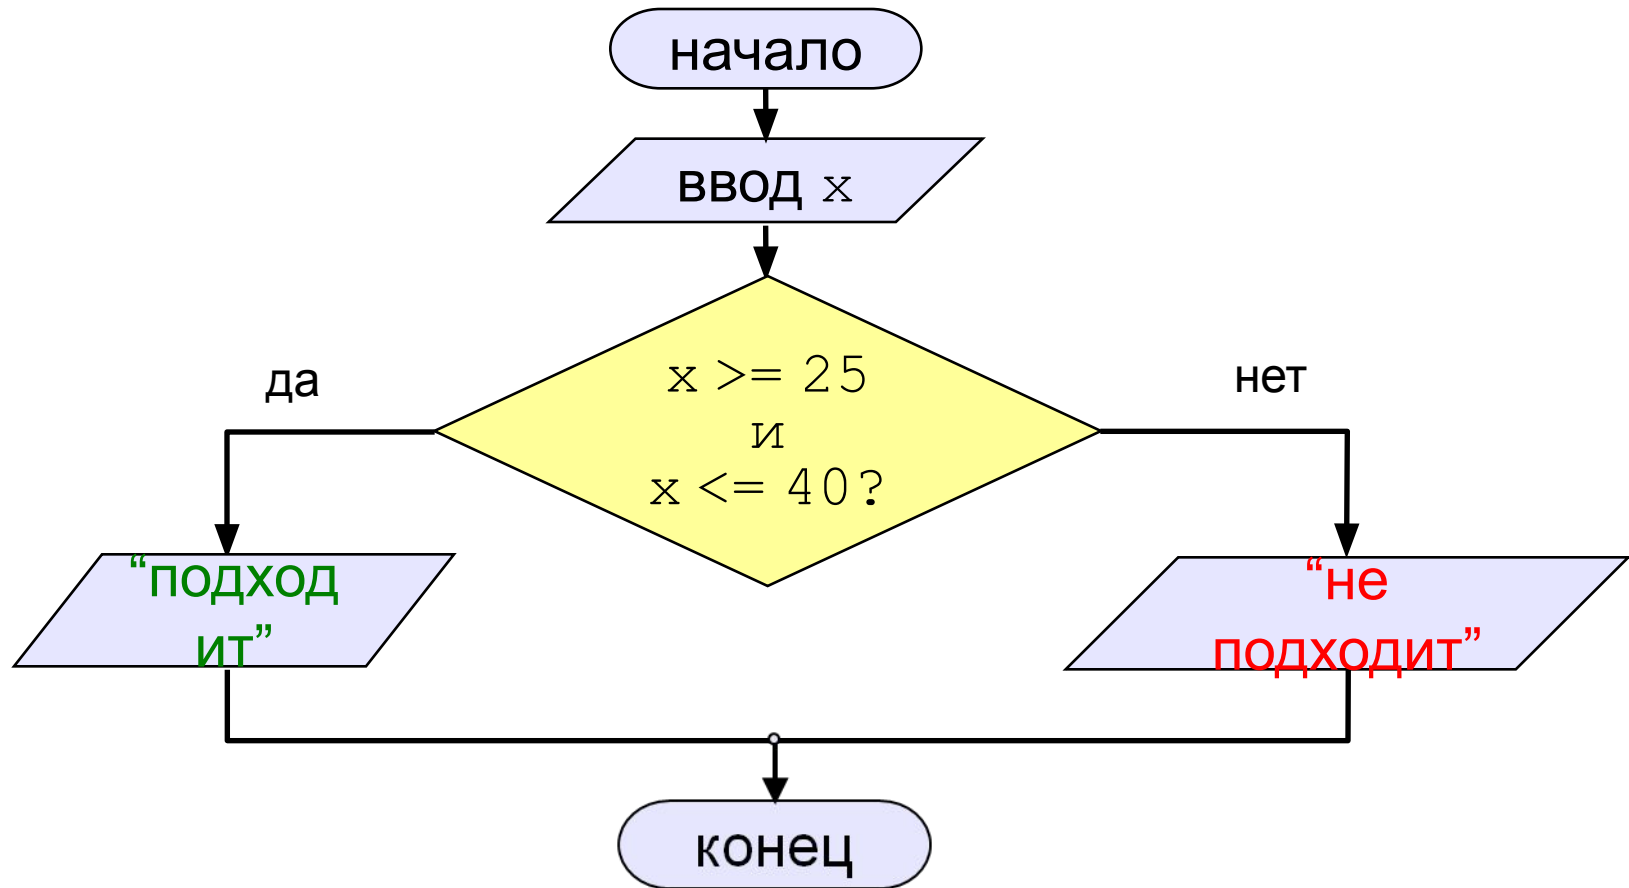 начало
ввод x
x >= 25
и
x <= 40?
да
нет
“подход
ит”
“не
подходит”
конец